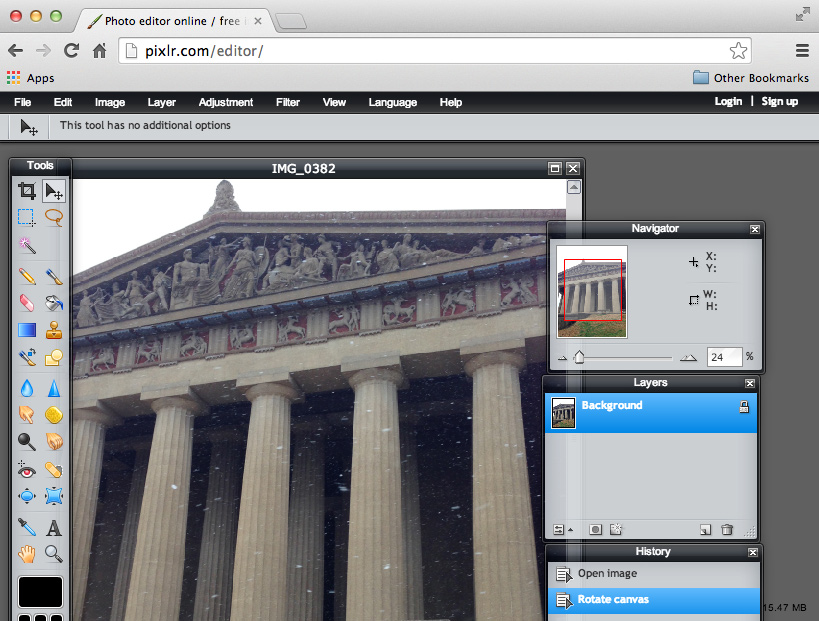 Photo editor online / free
pixlr.com/editor/
Apps
Other Bookmarks
File Edit Image Layer Adjustment Filter View Language Help Login | Sign up
This tool has no additional options
Tools
IMG_0382
Navigator
X:
Y:
W:
H:
24 %
Layers
Background
History
Open image
Rotate canvas
15.47 MB